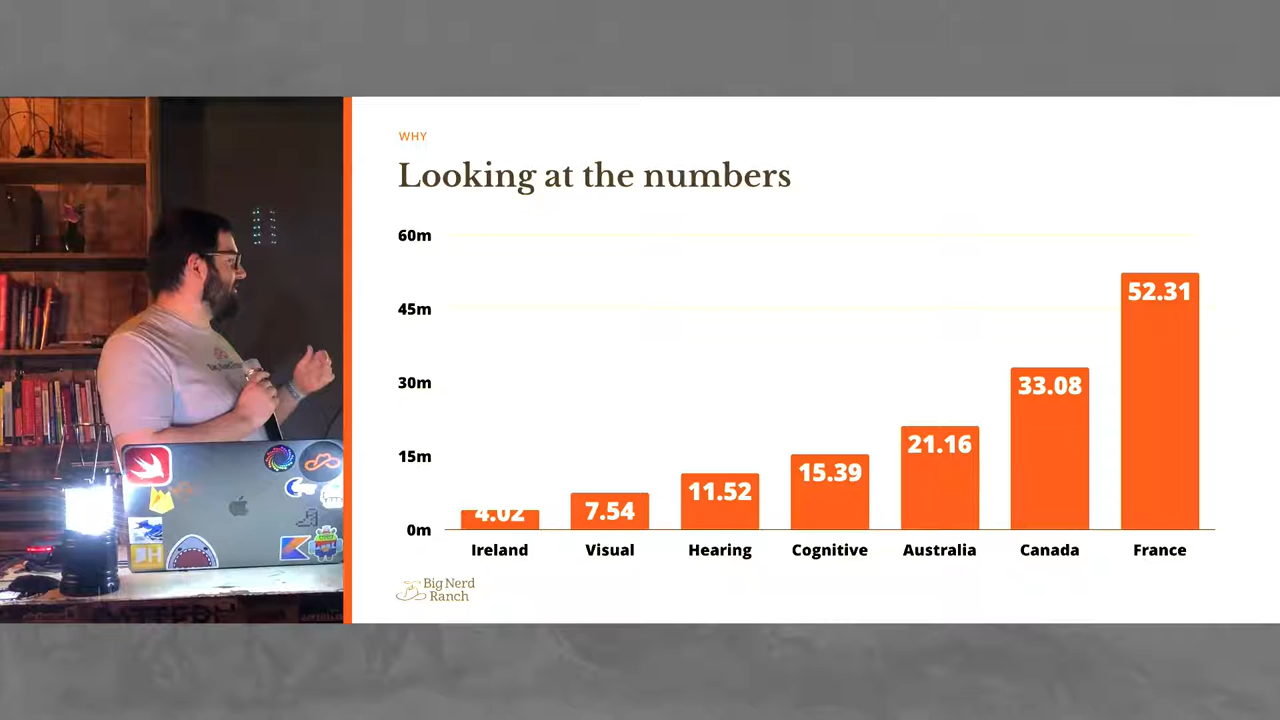 WHY
Looking at the numbers
60m
45m
30m
15m
0m
4.02
7.54
11.52
15.39
21.16
33.08
52.31
Ireland
Visual
Hearing
Cognitive
Australia
Canada
France
Big Nerd
Ranch